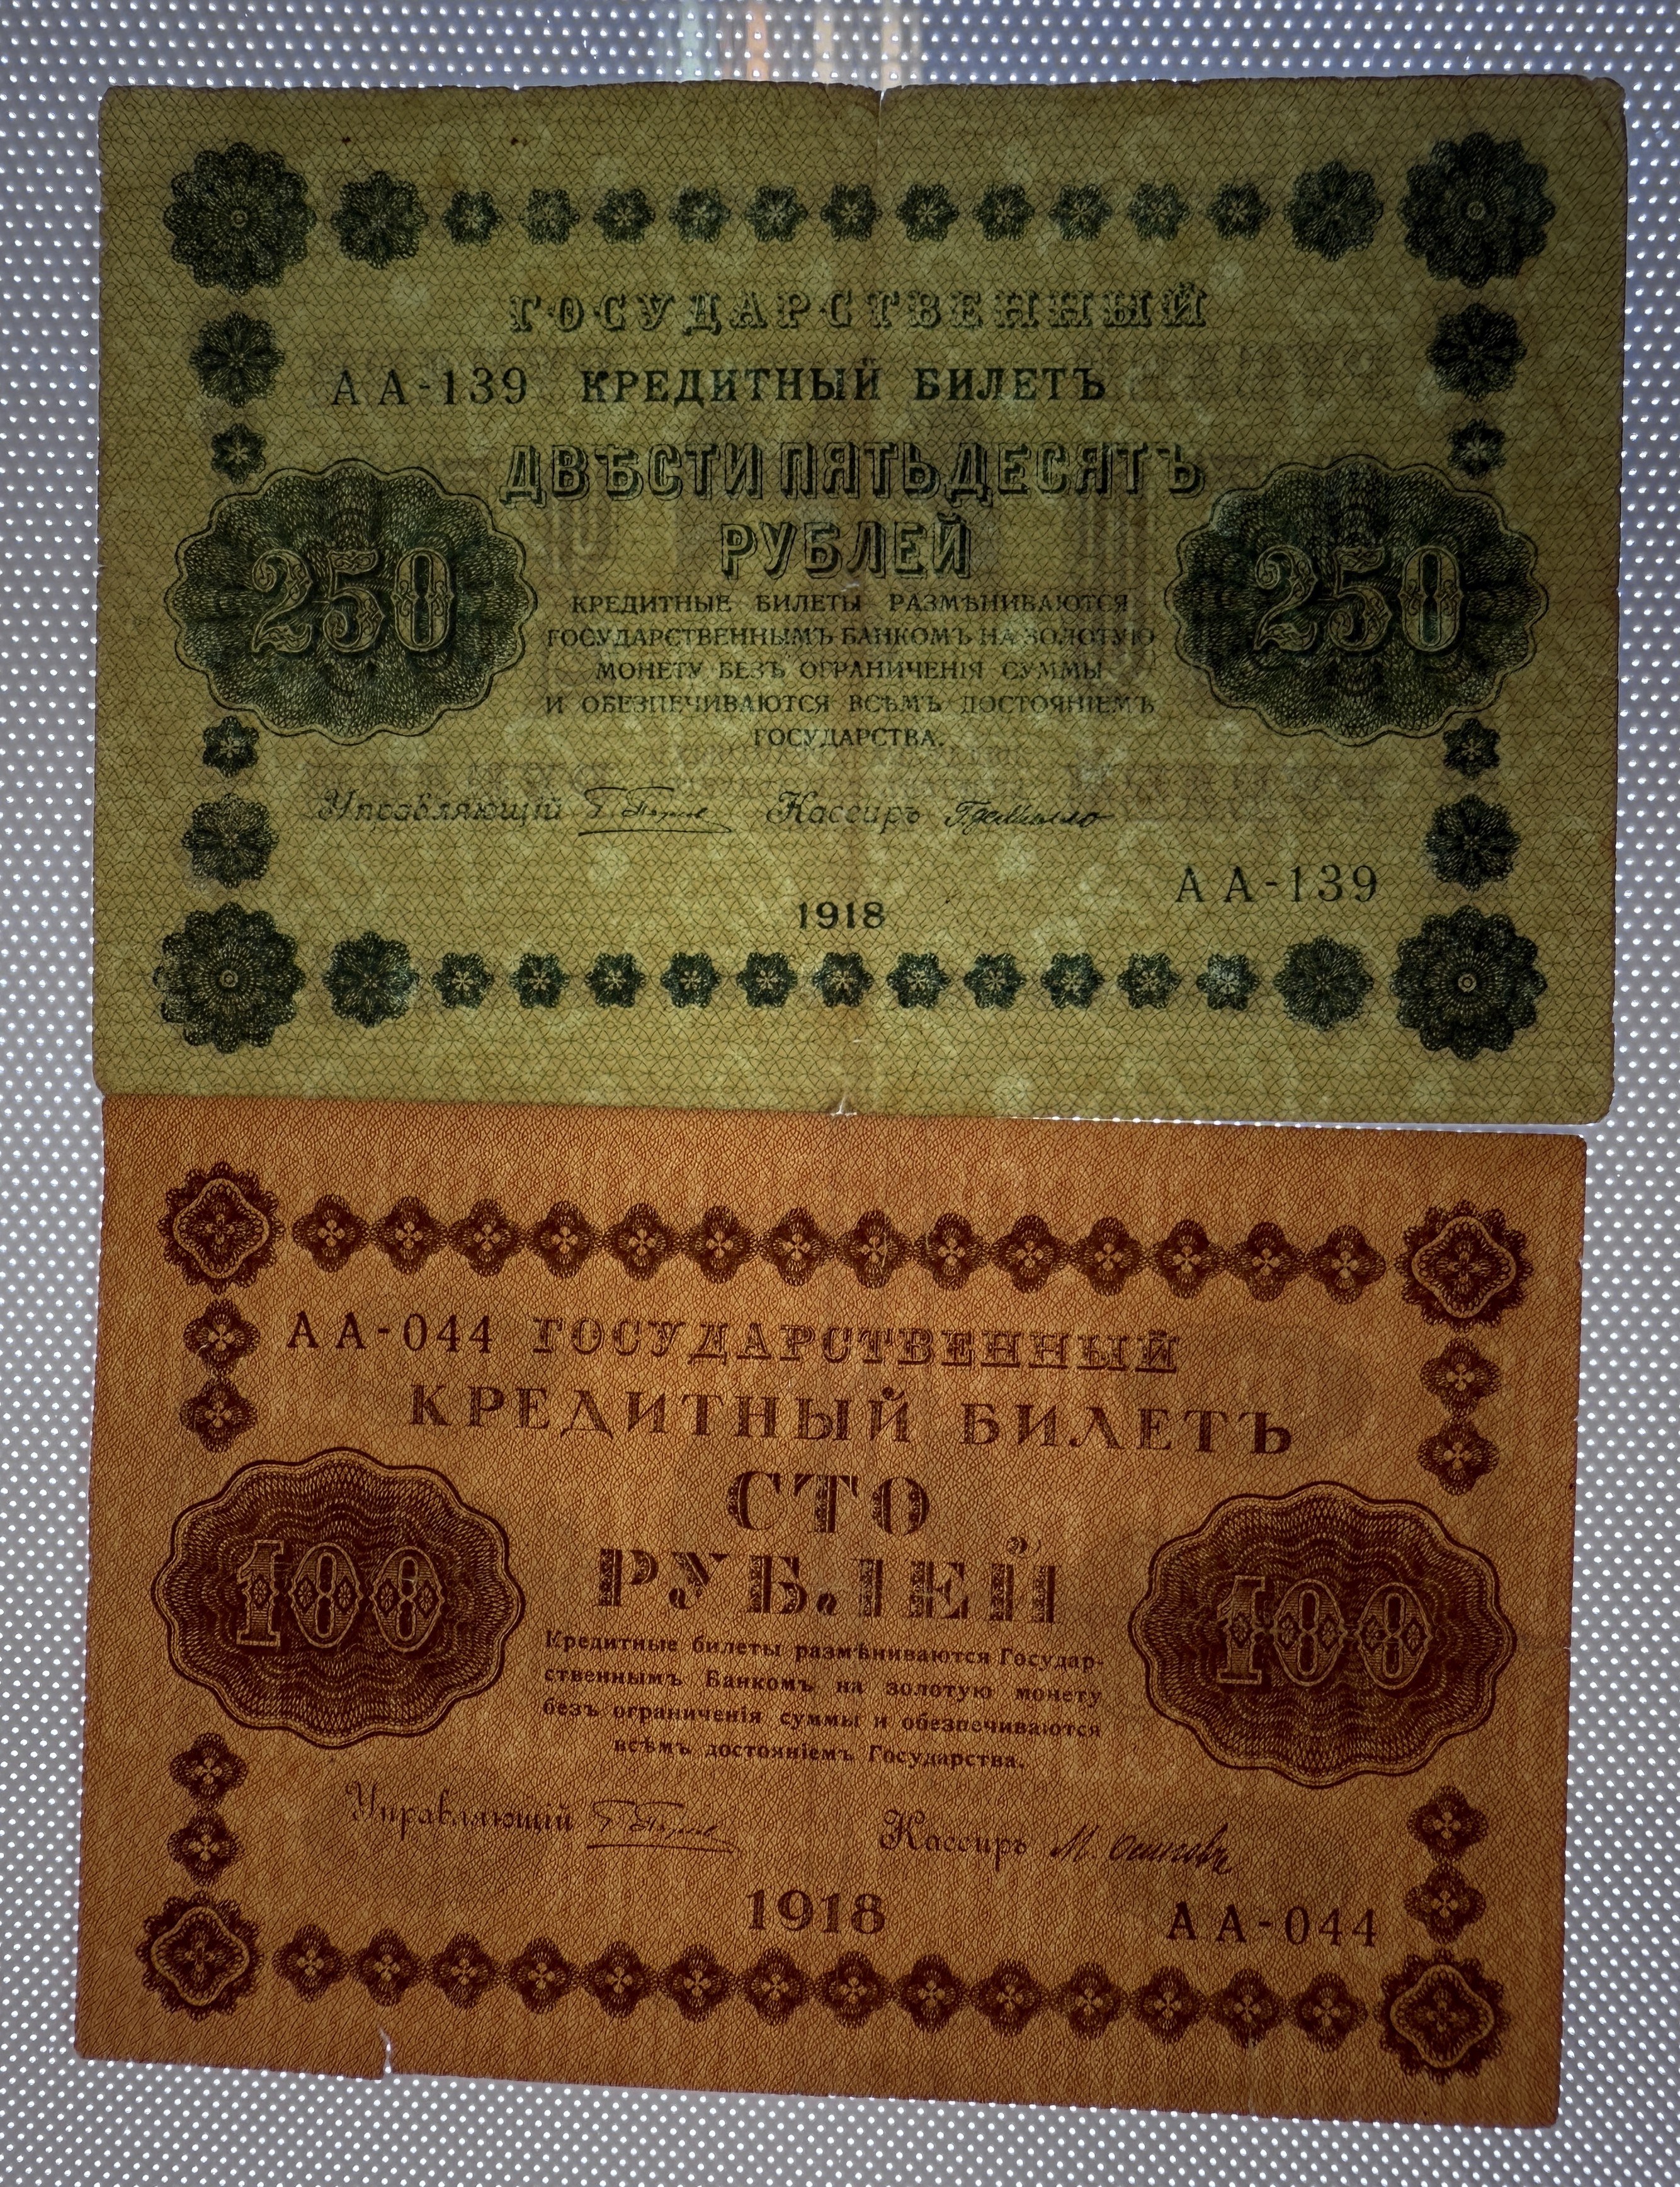 ГОСУДАРСТВЕННЫЙ
АА-139 КРЕДИТНЫЙ БИЛЕТЪ
ДВѢСТИ ПЯТЬДЕСЯТЪ
РУБЛЕЙ
250 250
КРЕДИТНЫЕ БИЛЕТЫ РАЗМѢНИВАЮТСЯ
ГОСУДАРСТВЕННЫМЪ БАНКОМЪ НА ЗОЛОТУЮ
МОНЕТУ БЕЗЪ ОГРАНИЧЕНІЯ СУММЫ
И ОБЕЗПЕЧИВАЮТСЯ ВСѢМЪ ДОСТОЯНІЕМЪ
ГОСУДАРСТВА.
Управляющій Кассиръ
АА-139
1918
АА-044 ГОСУДАРСТВЕННЫЙ
КРЕДИТНЫЙ БИЛЕТЪ
СТО
РУБЛЕЙ
100 100
Кредитные билеты размѣниваются Государ-
ственнымъ Банкомъ на золотую монету
безъ ограниченія суммы и обезпечиваются
всѣмъ достояніемъ Государства.
Управляющій Кассиръ М. Осиповъ
1918 АА-044